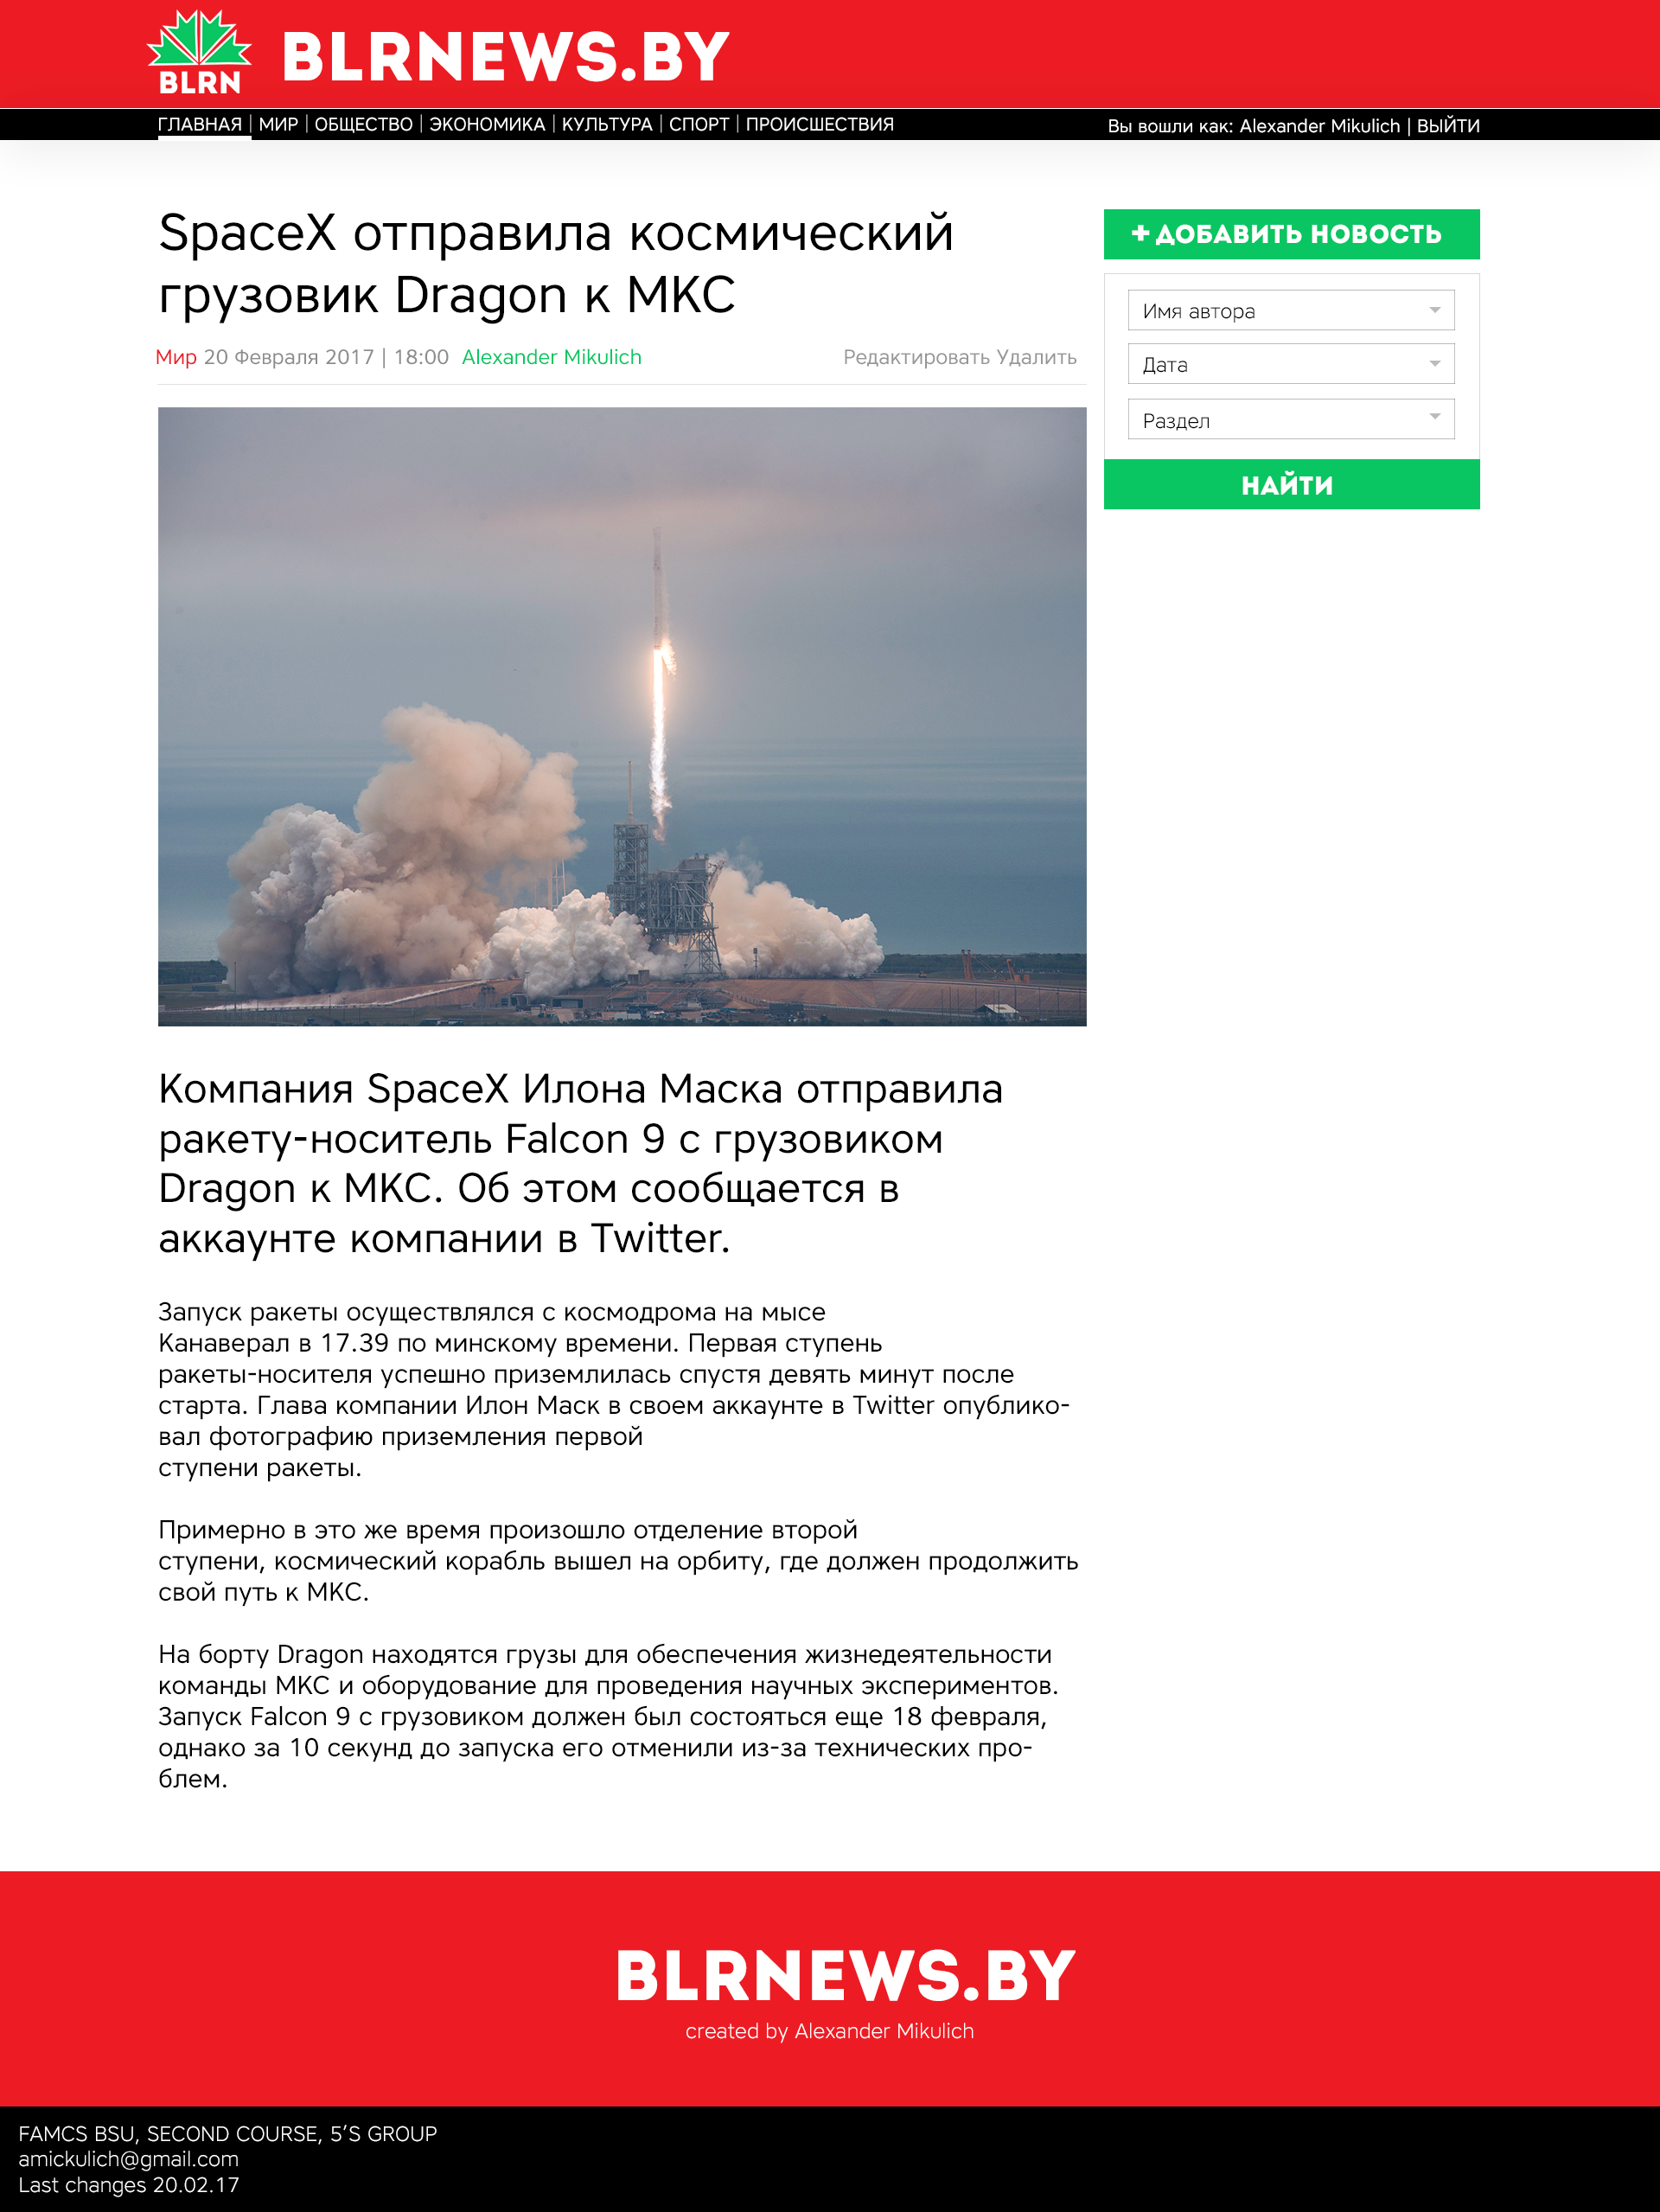 BLRN
BLRNEWS.BY
ГЛАВНАЯ | МИР | ОБЩЕСТВО | ЭКОНОМИКА | КУЛЬТУРА | СПОРТ | ПРОИСШЕСТВИЯ
Вы вошли как: Alexander Mikulich | ВЫЙТИ
SpaceX отправила космический
грузовик Dragon к МКС
Мир 20 Февраля 2017 | 18:00 Alexander Mikulich
Редактировать Удалить
+ ДОБАВИТЬ НОВОСТЬ
Имя автора
Дата
Раздел
НАЙТИ
Компания SpaceX Илона Маска отправила
ракету-носитель Falcon 9 с грузовиком
Dragon к МКС. Об этом сообщается в
аккаунте компании в Twitter.
Запуск ракеты осуществлялся с космодрома на мысе
Канаверал в 17.39 по минскому времени. Первая ступень
ракеты-носителя успешно приземлилась спустя девять минут после
старта. Глава компании Илон Маск в своем аккаунте в Twitter опублико-
вал фотографию приземления первой
ступени ракеты.
Примерно в это же время произошло отделение второй
ступени, космический корабль вышел на орбиту, где должен продолжить
свой путь к МКС.
На борту Dragon находятся грузы для обеспечения жизнедеятельности
команды МКС и оборудование для проведения научных экспериментов.
Запуск Falcon 9 с грузовиком должен был состояться еще 18 февраля,
однако за 10 секунд до запуска его отменили из-за технических про-
блем.
BLRNEWS.BY
created by Alexander Mikulich
FAMCS BSU, SECOND COURSE, 5’S GROUP
amickulich@gmail.com
Last changes 20.02.17